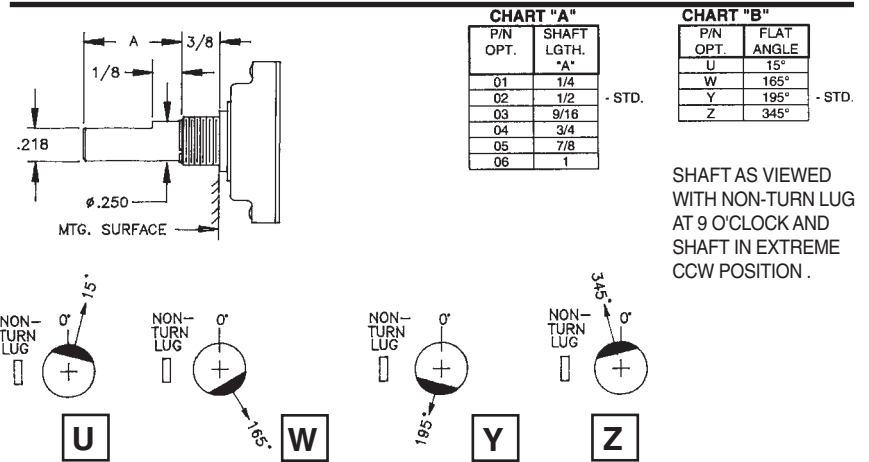 CHART "A"
P/N OPT. SHAFT LGTH. "A"
01 1/4
02 1/2 - STD.
03 9/16
04 3/4
05 7/8
06 1
CHART "B"
P/N OPT. FLAT ANGLE
U 15°
W 165°
Y 195° - STD.
Z 345°
A 3/8
1/8
.218
ø.250
MTG. SURFACE
SHAFT AS VIEWED
WITH NON-TURN LUG
AT 9 O'CLOCK AND
SHAFT IN EXTREME
CCW POSITION .
NON-
TURN
LUG
0°
15°
U
NON-
TURN
LUG
0°
165°
W
NON-
TURN
LUG
0°
195°
Y
NON-
TURN
LUG
0°
345°
Z